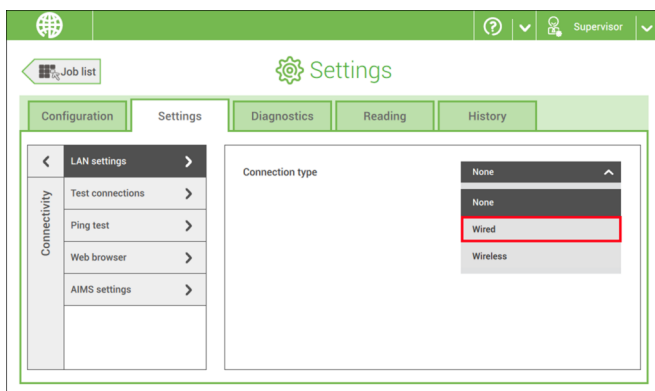 Supervisor
Job list
Settings
Configuration
Settings
Diagnostics
Reading
History
Connectivity
LAN settings
Test connections
Ping test
Web browser
AIMS settings
Connection type
None
None
Wired
Wireless